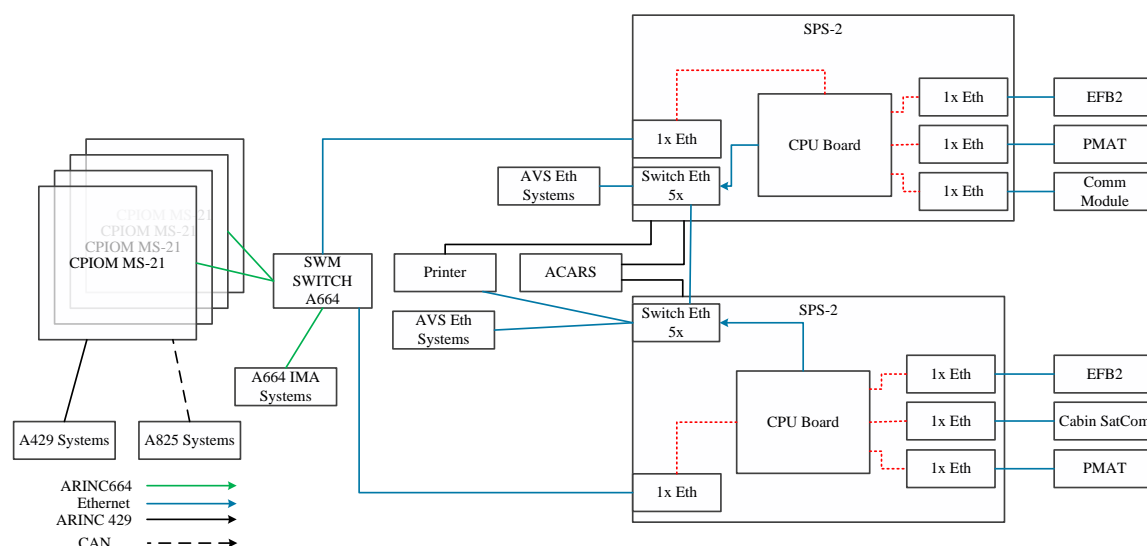 SPS-2
1x Eth
CPU Board
1x Eth
EFB2
1x Eth
PMAT
1x Eth
Comm
Module
Switch Eth
5x
AVS Eth
Systems
CPIOM MS-21
CPIOM MS-21
CPIOM MS-21
CPIOM MS-21
SWM
SWITCH
A664
Printer
ACARS
AVS Eth
Systems
A664 IMA
Systems
A429 Systems
A825 Systems
SPS-2
Switch Eth
5x
CPU Board
1x Eth
EFB2
1x Eth
Cabin SatCom
1x Eth
PMAT
1x Eth
ARINC664
Ethernet
ARINC 429
CAN